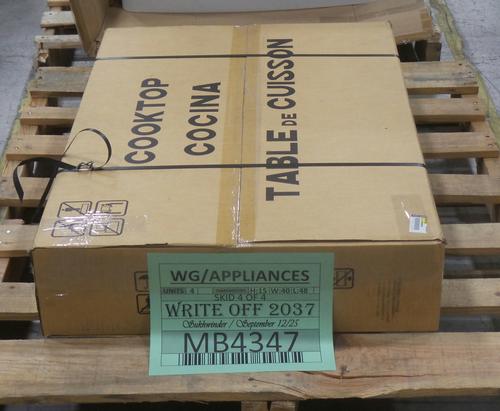 COOKTOP
COCINA
TABLE DE CUISSON
WG/APPLIANCES
UNITS 4 H:15 W:40 L:48
SKID 4 OF 4
WRITE OFF 2037
Sukhvinder / September 12/25
MB4347